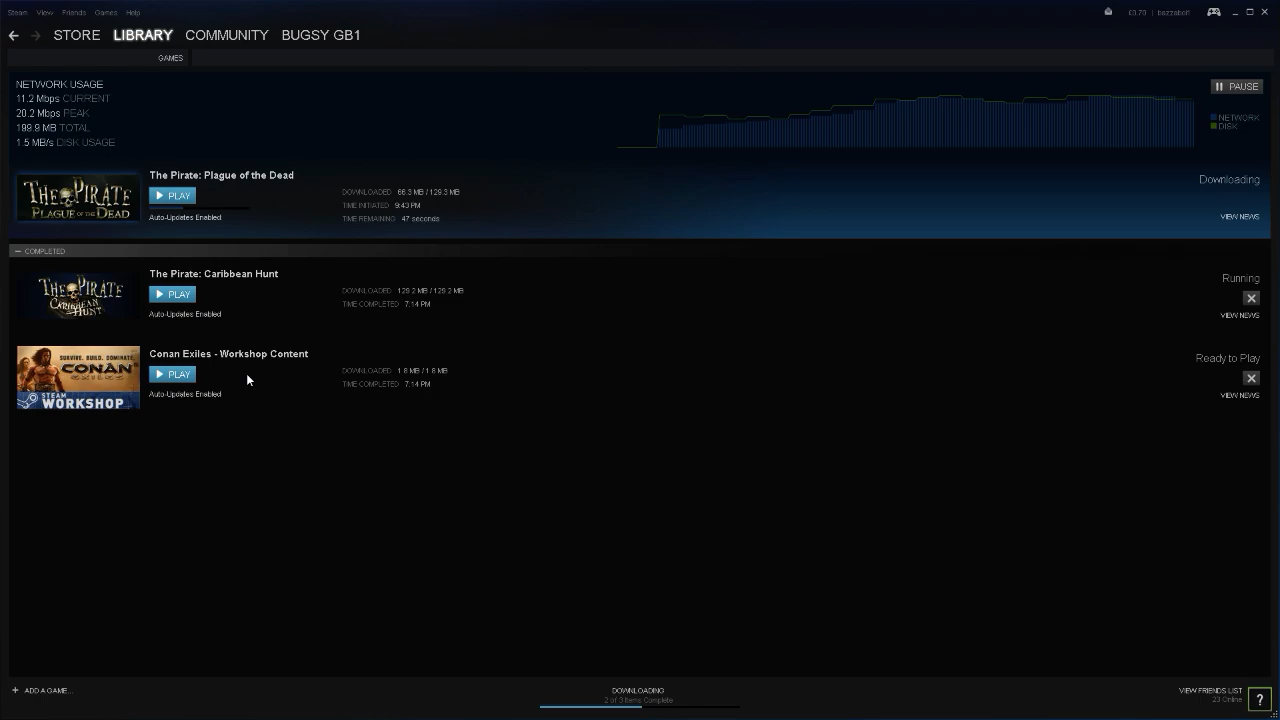 Steam View Friends Games Help
€0.70 | bazzabof!
STORE LIBRARY COMMUNITY BUGSY GB1
GAMES
NETWORK USAGE
11.2 Mbps CURRENT
20.2 Mbps PEAK
199.9 MB TOTAL
1.5 MB/s DISK USAGE
PAUSE
NETWORK
DISK
THE PIRATE
PLAGUE OF THE DEAD
The Pirate: Plague of the Dead
PLAY
Auto-Updates Enabled
DOWNLOADED 66.3 MB / 129.3 MB
TIME INITIATED 9:43 PM
TIME REMAINING 47 seconds
Downloading
VIEW NEWS
COMPLETED
THE PIRATE
CARIBBEAN HUNT
The Pirate: Caribbean Hunt
PLAY
Auto-Updates Enabled
DOWNLOADED 129.2 MB / 129.2 MB
TIME COMPLETED 7:14 PM
Running
VIEW NEWS
SURVIVE. BUILD. DOMINATE.
CONAN
EXILES
STEAM
WORKSHOP
Conan Exiles - Workshop Content
PLAY
Auto-Updates Enabled
DOWNLOADED 1.8 MB / 1.8 MB
TIME COMPLETED 7:14 PM
Ready to Play
VIEW NEWS
+ ADD A GAME...
DOWNLOADING
2 of 3 Items Complete
VIEW FRIENDS LIST
23 Online
?